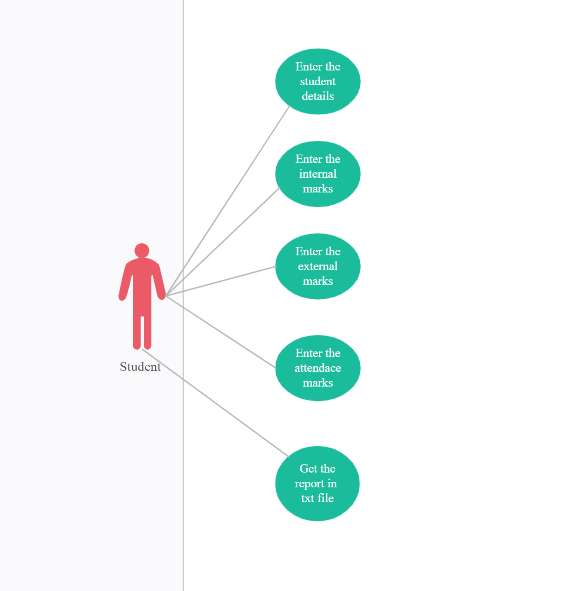 Enter the
student
details
Enter the
internal
marks
Enter the
external
marks
Enter the
attendace
marks
Student
Get the
report in
txt file